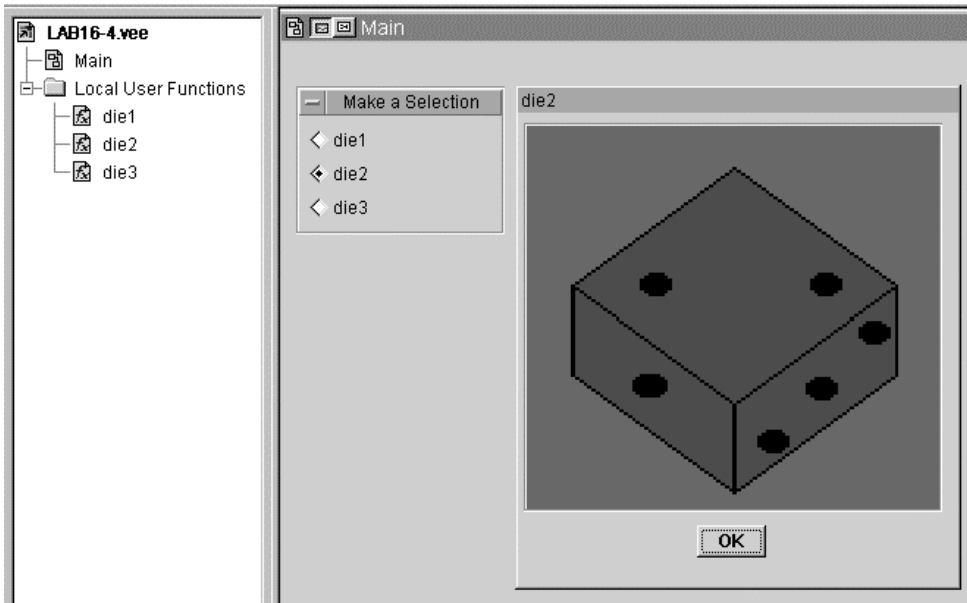 LAB16-4.vee
Main
Local User Functions
die1
die2
die3
Main
Make a Selection
die1
die2
die3
die2
OK